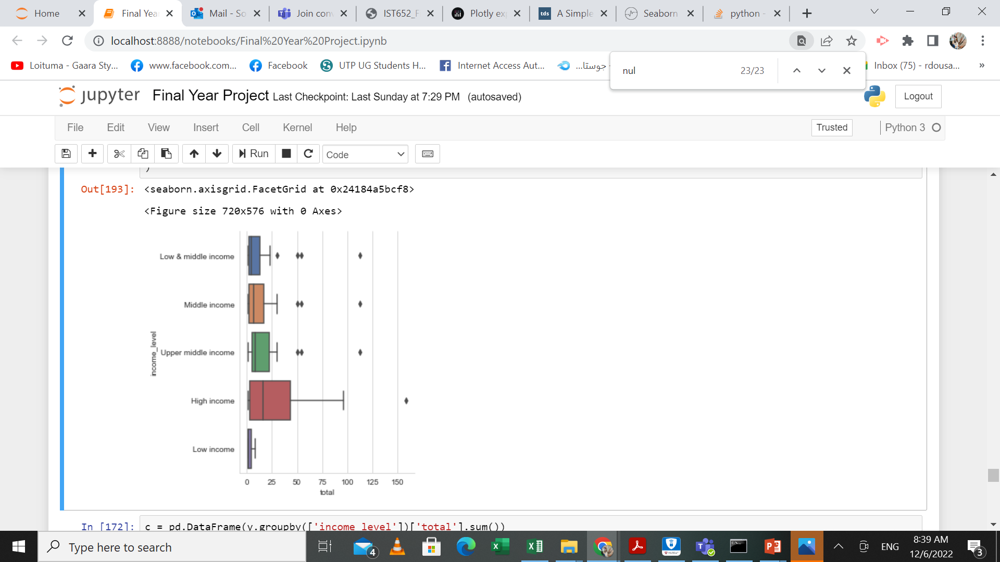 Home
Final Yea
Mail - So
Join con
IST652_F
Plotly ex
tds A Simple
Seaborn
python -
localhost:8888/notebooks/Final%20Year%20Project.ipynb
Loituma - Gaara Sty...
www.facebook.com...
Facebook
UTP UG Students H...
Internet Access Aut...
جوستا...
Inbox (75) - rdousa...
»
nul 23/23
jupyter Final Year Project Last Checkpoint: Last Sunday at 7:29 PM (autosaved)
Logout
File Edit View Insert Cell Kernel Help
Trusted
Python 3
Run
Code
)
Out[193]: <seaborn.axisgrid.FacetGrid at 0x24184a5bcf8>
<Figure size 720x576 with 0 Axes>
Low & middle income
Middle income
Upper middle income
High income
Low income
income_level
0 25 50 75 100 125 150
total
In [172]: c = pd.DataFrame(y.groupby(['income_level'])['total'].sum())
Type here to search
4
ENG
8:39 AM
12/6/2022
3